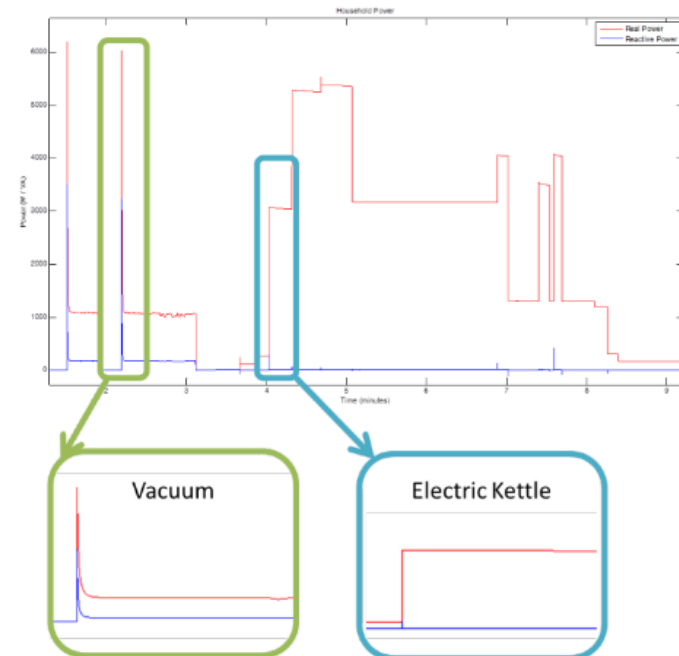 Household Power
Real Power
Reactive Power
6000
5000
4000
3000
2000
1000
0
Power (W / VA)
2
3
4
5
6
7
8
9
Time (minutes)
Vacuum
Electric Kettle